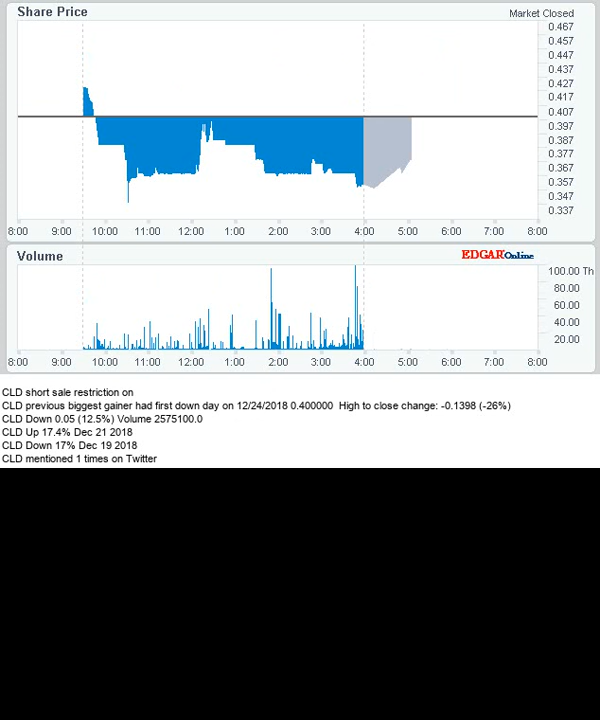 Share Price
Market Closed
0.467
0.457
0.447
0.437
0.427
0.417
0.407
0.397
0.387
0.377
0.367
0.357
0.347
0.337
8:00 9:00 10:00 11:00 12:00 1:00 2:00 3:00 4:00 5:00 6:00 7:00 8:00
Volume
EDGAROnline
100.00 Th
80.00
60.00
40.00
20.00
8:00 9:00 10:00 11:00 12:00 1:00 2:00 3:00 4:00 5:00 6:00 7:00 8:00
CLD short sale restriction on
CLD previous biggest gainer had first down day on 12/24/2018 0.400000 High to close change: -0.1398 (-26%)
CLD Down 0.05 (12.5%) Volume 2575100.0
CLD Up 17.4% Dec 21 2018
CLD Down 17% Dec 19 2018
CLD mentioned 1 times on Twitter